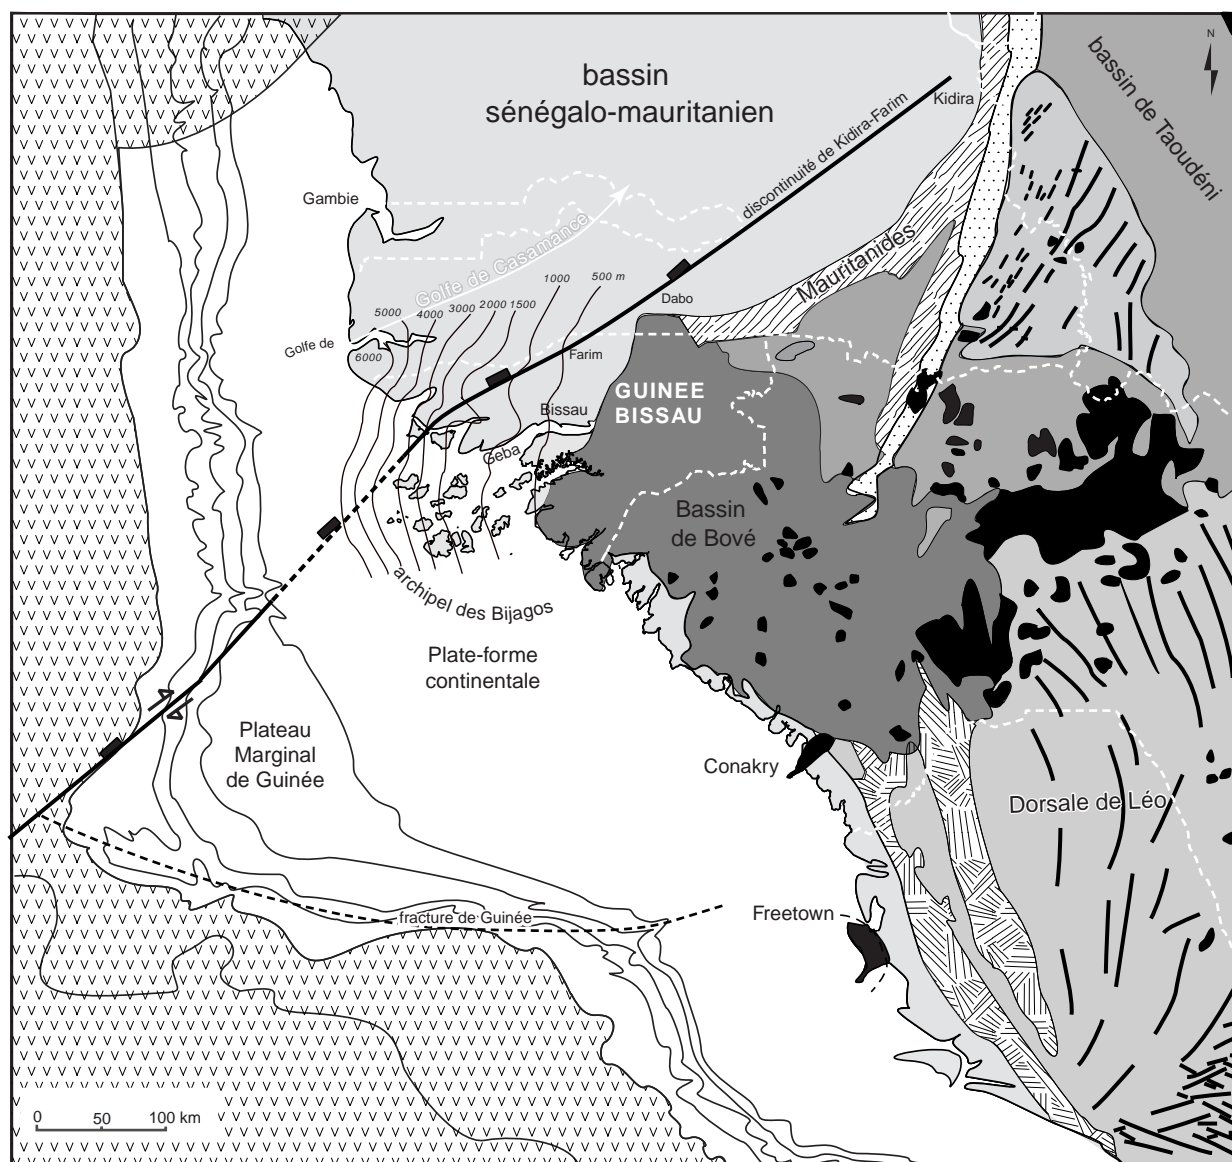 N
bassin
sénégalo-mauritanien
bassin de Taoudéni
Kidira
discontinuité de Kidira-Farim
Gambie
Golfe de Casamance
Mauritanides
1000
500 m
5000
4000
3000
2000
1500
6000
Dabo
Golfe de
Farim
GUINEE
BISSAU
Bissau
Geba
Bassin
de Bové
archipel des Bijagos
Plate-forme
continentale
Plateau
Marginal
de Guinée
Conakry
Dorsale de Léo
fracture de Guinée
Freetown
0 50 100 km